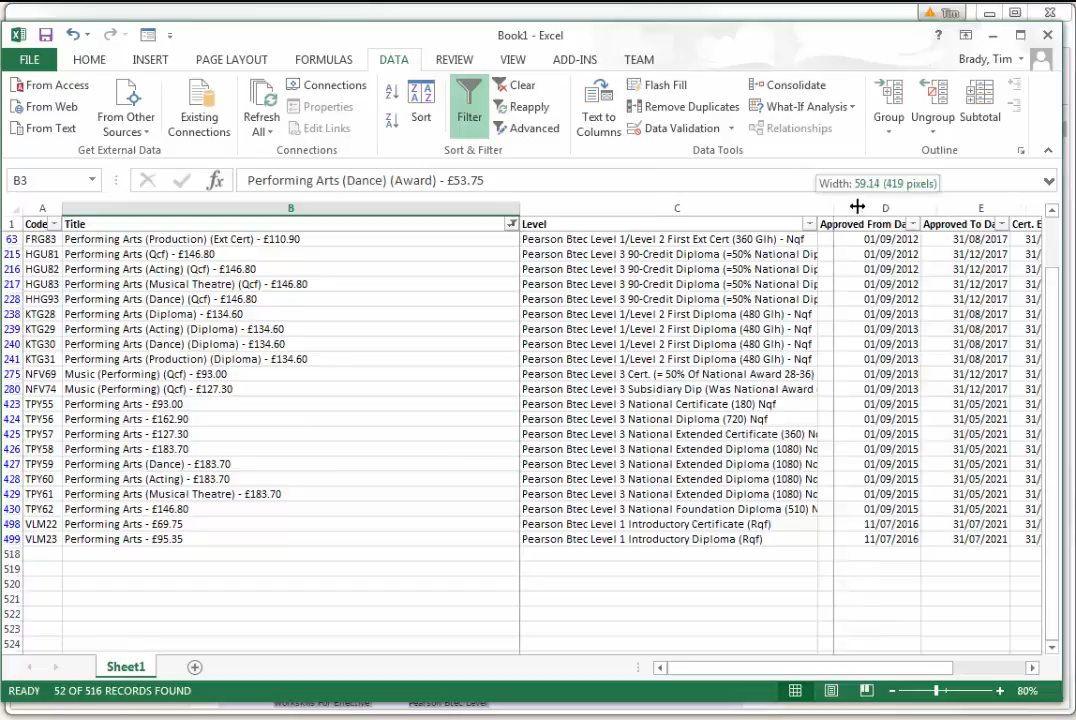 Tim
Book1 - Excel
FILE HOME INSERT PAGE LAYOUT FORMULAS DATA REVIEW VIEW ADD-INS TEAM Brady, Tim
From Access
From Web
From Text
From Other Sources
Existing Connections
Get External Data
Refresh All
Connections
Properties
Edit Links
Connections
Sort
Filter
Clear
Reapply
Advanced
Sort & Filter
Text to Columns
Flash Fill
Remove Duplicates
Data Validation
Consolidate
What-If Analysis
Relationships
Data Tools
Group
Ungroup
Subtotal
Outline
B3 fx Performing Arts (Dance) (Award) - £53.75
Width: 59.14 (419 pixels)
A B C D E
1 Code Title Level Approved From Da Approved To Da Cert. E
63 FRG83 Performing Arts (Production) (Ext Cert) - £110.90 Pearson Btec Level 1/Level 2 First Ext Cert (360 Glh) - Nqf 01/09/2012 31/08/2017 31/
215 HGU81 Performing Arts (Qcf) - £146.80 Pearson Btec Level 3 90-Credit Diploma (=50% National Dip 01/09/2012 31/12/2017 31/
216 HGU82 Performing Arts (Acting) (Qcf) - £146.80 Pearson Btec Level 3 90-Credit Diploma (=50% National Dip 01/09/2012 31/12/2017 31/
217 HGU83 Performing Arts (Musical Theatre) (Qcf) - £146.80 Pearson Btec Level 3 90-Credit Diploma (=50% National Dip 01/09/2012 31/12/2017 31/
228 HHG93 Performing Arts (Dance) (Qcf) - £146.80 Pearson Btec Level 3 90-Credit Diploma (=50% National Dip 01/09/2012 31/12/2017 31/
238 KTG28 Performing Arts (Diploma) - £134.60 Pearson Btec Level 1/Level 2 First Diploma (480 Glh) - Nqf 01/09/2013 31/08/2017 31/
239 KTG29 Performing Arts (Acting) (Diploma) - £134.60 Pearson Btec Level 1/Level 2 First Diploma (480 Glh) - Nqf 01/09/2013 31/08/2017 31/
240 KTG30 Performing Arts (Dance) (Diploma) - £134.60 Pearson Btec Level 1/Level 2 First Diploma (480 Glh) - Nqf 01/09/2013 31/08/2017 31/
241 KTG31 Performing Arts (Production) (Diploma) - £134.60 Pearson Btec Level 1/Level 2 First Diploma (480 Glh) - Nqf 01/09/2013 31/08/2017 31/
275 NFV69 Music (Performing) (Qcf) - £93.00 Pearson Btec Level 3 Cert. (= 50% Of National Award 28-36) 01/09/2013 31/12/2017 31/
280 NFV74 Music (Performing) (Qcf) - £127.30 Pearson Btec Level 3 Subsidiary Dip (Was National Award 01/09/2013 31/12/2017 31/
423 TPY55 Performing Arts - £93.00 Pearson Btec Level 3 National Certificate (180) Nqf 01/09/2015 31/05/2021 31/
424 TPY56 Performing Arts - £162.90 Pearson Btec Level 3 National Diploma (720) Nqf 01/09/2015 31/05/2021 31/
425 TPY57 Performing Arts - £127.30 Pearson Btec Level 3 National Extended Certificate (360) N 01/09/2015 31/05/2021 31/
426 TPY58 Performing Arts - £183.70 Pearson Btec Level 3 National Extended Diploma (1080) N 01/09/2015 31/05/2021 31/
427 TPY59 Performing Arts (Dance) - £183.70 Pearson Btec Level 3 National Extended Diploma (1080) N 01/09/2015 31/05/2021 31/
428 TPY60 Performing Arts (Acting) - £183.70 Pearson Btec Level 3 National Extended Diploma (1080) N 01/09/2015 31/05/2021 31/
429 TPY61 Performing Arts (Musical Theatre) - £183.70 Pearson Btec Level 3 National Extended Diploma (1080) N 01/09/2015 31/05/2021 31/
430 TPY62 Performing Arts - £146.80 Pearson Btec Level 3 National Foundation Diploma (510) N 01/09/2015 31/05/2021 31/
498 VLM22 Performing Arts - £69.75 Pearson Btec Level 1 Introductory Certificate (Rqf) 11/07/2016 31/07/2021 31/
499 VLM23 Performing Arts - £95.35 Pearson Btec Level 1 Introductory Diploma (Rqf) 11/07/2016 31/07/2021 31/
518
519
520
521
522
523
524
Sheet1
READY 52 OF 516 RECORDS FOUND 80%